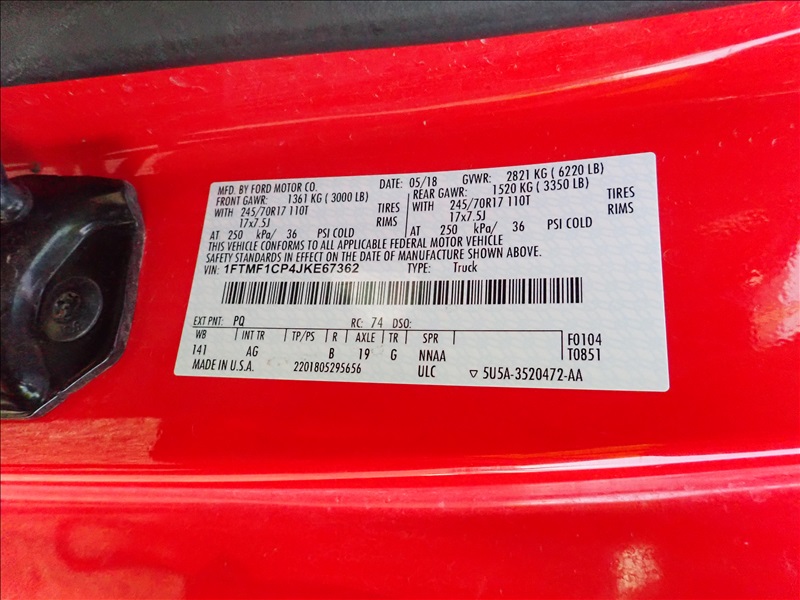 MFD. BY FORD MOTOR CO. DATE: 05/18 GVWR: 2821 KG ( 6220 LB)
FRONT GAWR: 1361 KG ( 3000 LB) REAR GAWR: 1520 KG ( 3350 LB)
WITH 245/70R17 110T TIRES WITH 245/70R17 110T TIRES
17x7.5J RIMS 17x7.5J RIMS
AT 250 kPa/ 36 PSI COLD AT 250 kPa/ 36 PSI COLD
THIS VEHICLE CONFORMS TO ALL APPLICABLE FEDERAL MOTOR VEHICLE
SAFETY STANDARDS IN EFFECT ON THE DATE OF MANUFACTURE SHOWN ABOVE.
VIN: 1FTMF1CP4JKE67362 TYPE: Truck
EXT PNT: PQ RC: 74 DSO:
WB INT TR TP/PS R AXLE TR SPR F0104
141 AG B 19 G NNAA T0851
MADE IN U.S.A. 2201805295656 ULC ▽ 5U5A-3520472-AA